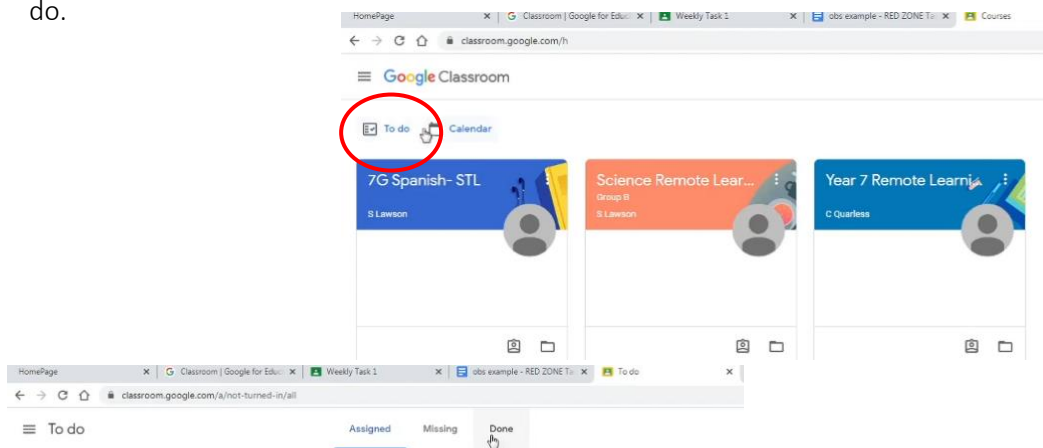 do.
HomePage Classroom | Google for Educ Weekly Task 1 obs example - RED ZONE Ta Courses
classroom.google.com/h
Google Classroom
To do Calendar
7G Spanish- STL Science Remote Lear... Year 7 Remote Learni
Group B
S Lawson S Lawson C Quarless
HomePage Classroom | Google for Educ Weekly Task 1 obs example - RED ZONE Ta To do
classroom.google.com/a/not-turned-in/all
To do Assigned Missing Done